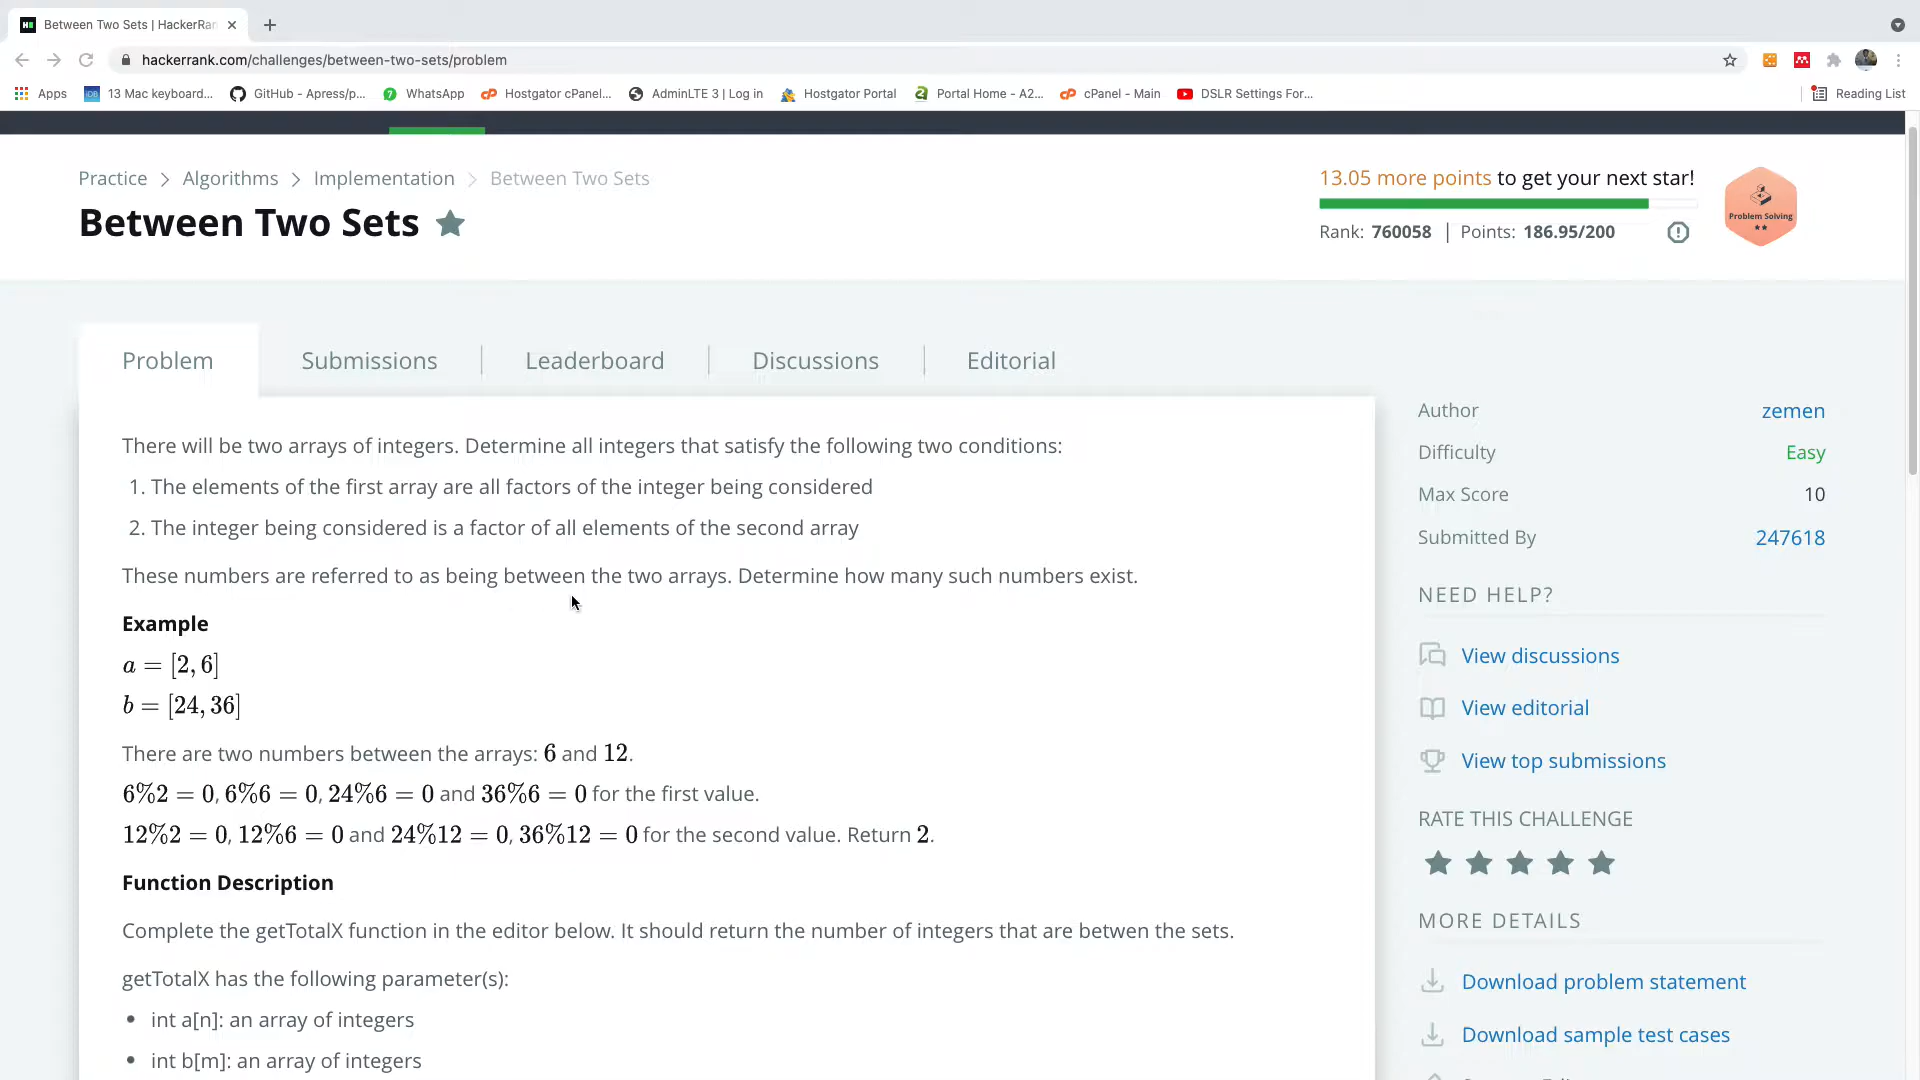 Between Two Sets | HackerRan
hackerrank.com/challenges/between-two-sets/problem
Apps
13 Mac keyboard...
GitHub - Apress/p...
WhatsApp
Hostgator cPanel...
AdminLTE 3 | Log in
Hostgator Portal
Portal Home - A2...
cPanel - Main
DSLR Settings For...
Reading List
Practice > Algorithms > Implementation > Between Two Sets
Between Two Sets
13.05 more points to get your next star!
Rank: 760058 | Points: 186.95/200
Problem Solving
Problem
Submissions
Leaderboard
Discussions
Editorial
There will be two arrays of integers. Determine all integers that satisfy the following two conditions:
1. The elements of the first array are all factors of the integer being considered
2. The integer being considered is a factor of all elements of the second array
These numbers are referred to as being between the two arrays. Determine how many such numbers exist.
Example
a = [2, 6]
b = [24, 36]
There are two numbers between the arrays: 6 and 12.
6%2 = 0, 6%6 = 0, 24%6 = 0 and 36%6 = 0 for the first value.
12%2 = 0, 12%6 = 0 and 24%12 = 0, 36%12 = 0 for the second value. Return 2.
Function Description
Complete the getTotalX function in the editor below. It should return the number of integers that are betwen the sets.
getTotalX has the following parameter(s):
• int a[n]: an array of integers
• int b[m]: an array of integers
Author zemen
Difficulty Easy
Max Score 10
Submitted By 247618
NEED HELP?
View discussions
View editorial
View top submissions
RATE THIS CHALLENGE
MORE DETAILS
Download problem statement
Download sample test cases